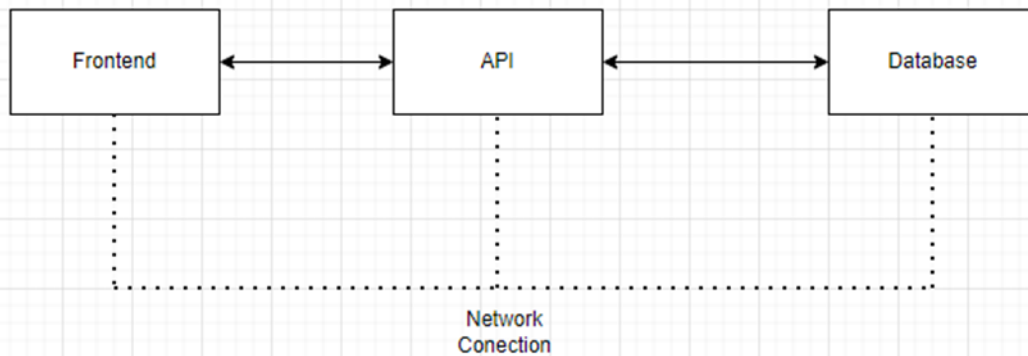 Frontend
API
Database
Network
Conection